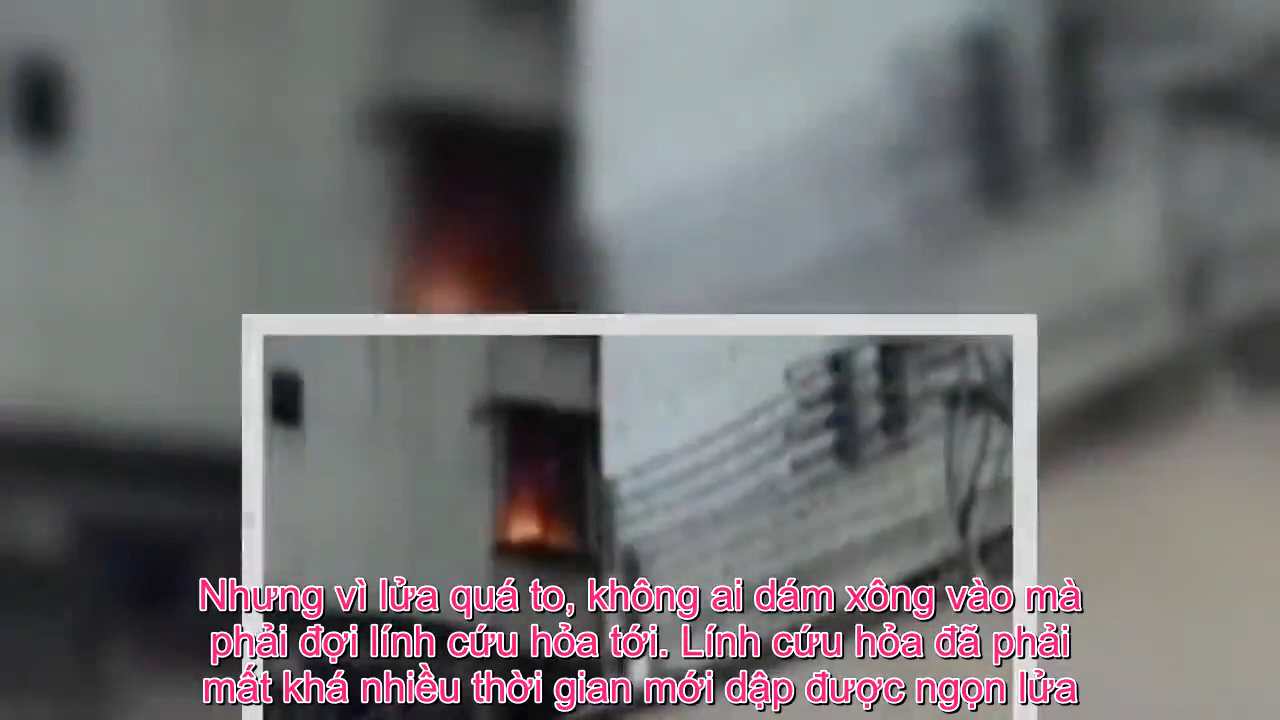 Nhưng vì lửa quá to, không ai dám xông vào mà
phải đợi lính cứu hỏa tới. Lính cứu hỏa đã phải
mất khá nhiều thời gian mới dập được ngọn lửa